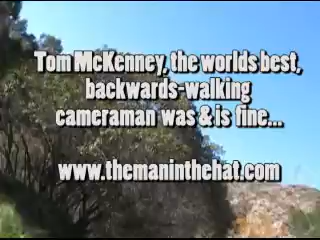 Tom McKenney, the worlds best,
backwards-walking
cameraman was & is fine...
www.themaninthehat.com